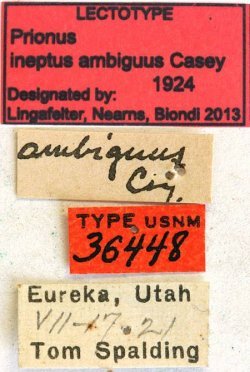 LECTOTYPE
Prionus
ineptus ambiguus Casey
1924
Designated by:
Lingafelter, Nearns, Biondi 2013
ambiguus
Csy.
TYPE USNM
36448
Eureka, Utah
VII-17-21
Tom Spalding